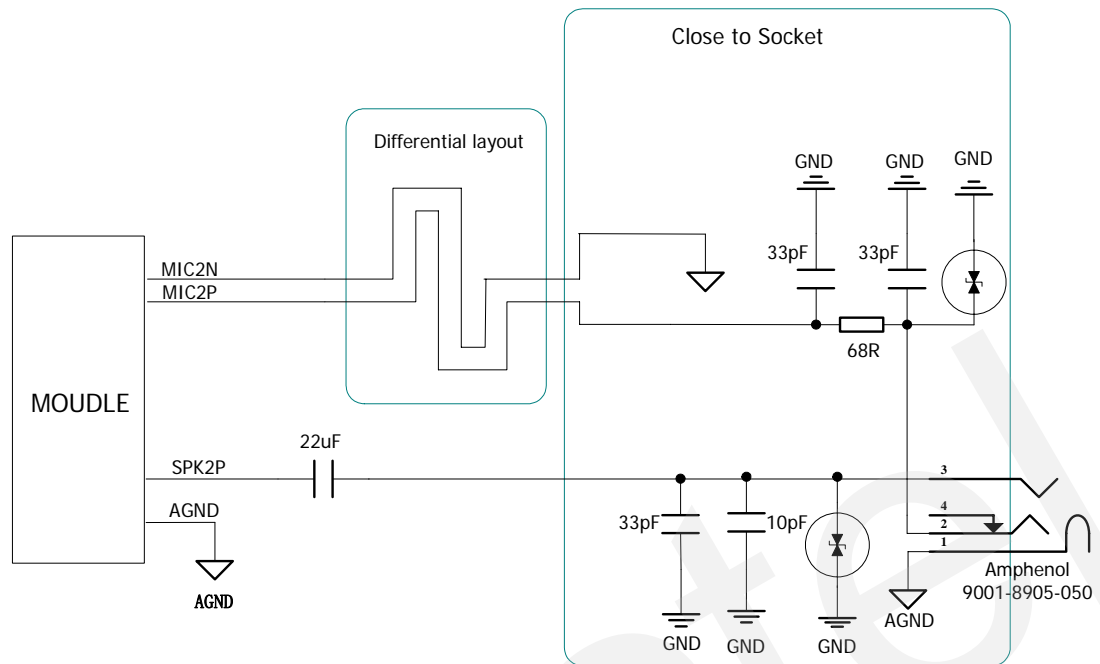 Close to Socket
Differential layout
GND
GND
GND
33pF
33pF
MIC2N
MIC2P
68R
MOUDLE
22uF
SPK2P
AGND
AGND
33pF
10pF
3
4
2
1
Amphenol
9001-8905-050
AGND
GND
GND
GND